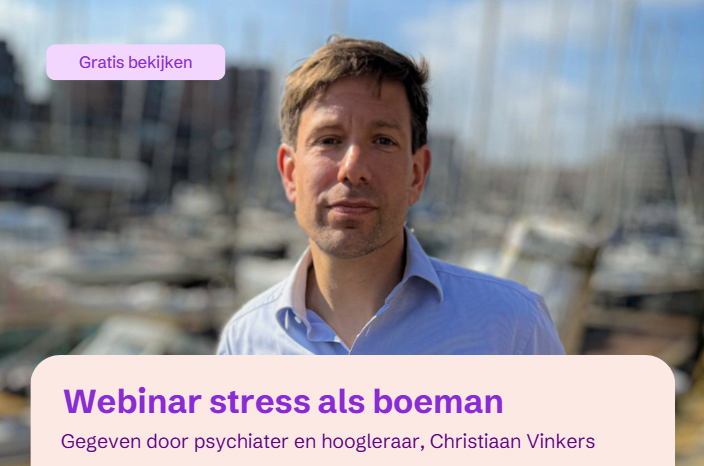 Gratis bekijken
Webinar stress als boeman
Gegeven door psychiater en hoogleraar, Christiaan Vinkers